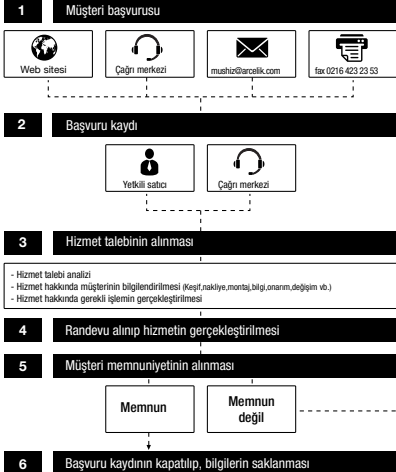 1 Müşteri başvurusu
Web sitesi
Çağrı merkezi
mushiz@arcelik.com
fax 0216 423 23 53
2 Başvuru kaydı
Yetkili satıcı
Çağrı merkezi
3 Hizmet talebinin alınması
- Hizmet talebi analizi
- Hizmet hakkında müşterinin bilgilendirilmesi (Keşif,nakliye,montaj,bilgi,onarım,değişim vb.)
- Hizmet hakkında gerekli işlemin gerçekleştirilmesi
4 Randevu alınıp hizmetin gerçekleştirilmesi
5 Müşteri memnuniyetinin alınması
Memnun
Memnun
değil
6 Başvuru kaydının kapatılıp, bilgilerin saklanması